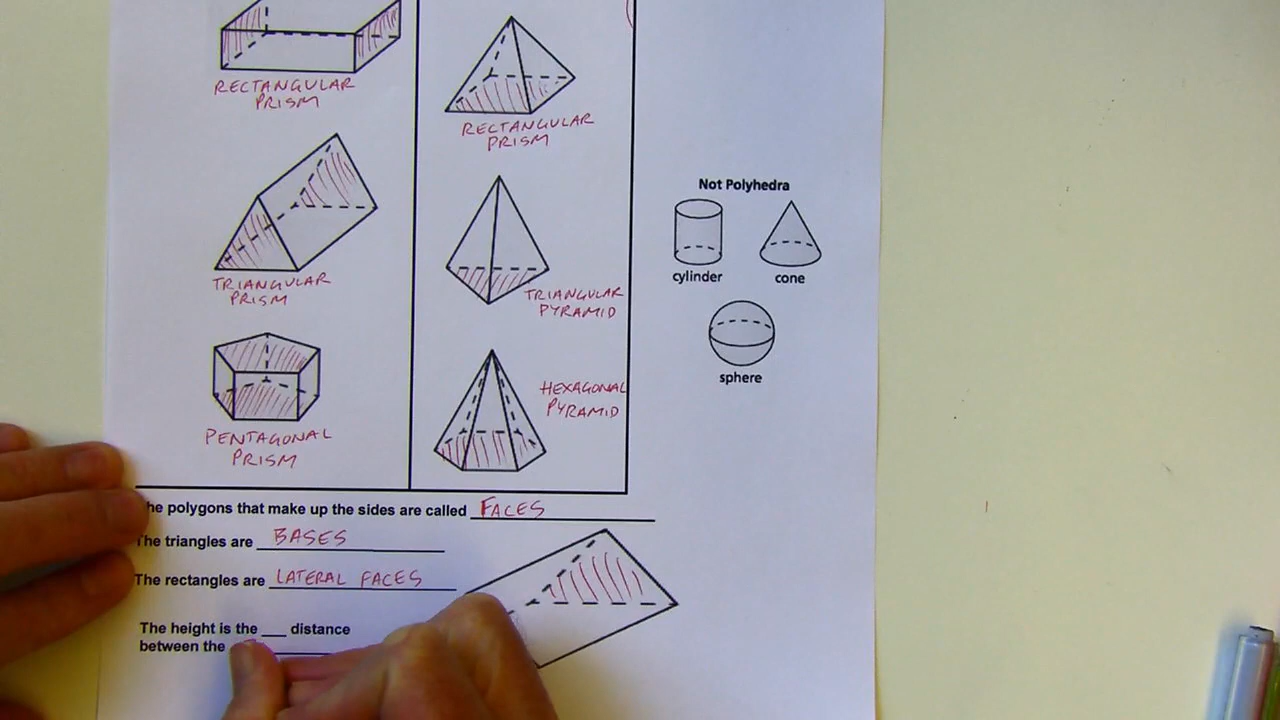 RECTANGULAR
PRISM
TRIANGULAR
PRISM
PENTAGONAL
PRISM
RECTANGULAR
PRISM
TRIANGULAR
PYRAMID
HEXAGONAL
PYRAMID
Not Polyhedra
cylinder
cone
sphere
polygons that make up the sides are called FACES
The triangles are BASES
The rectangles are LATERAL FACES
The height is the ___ distance
between the